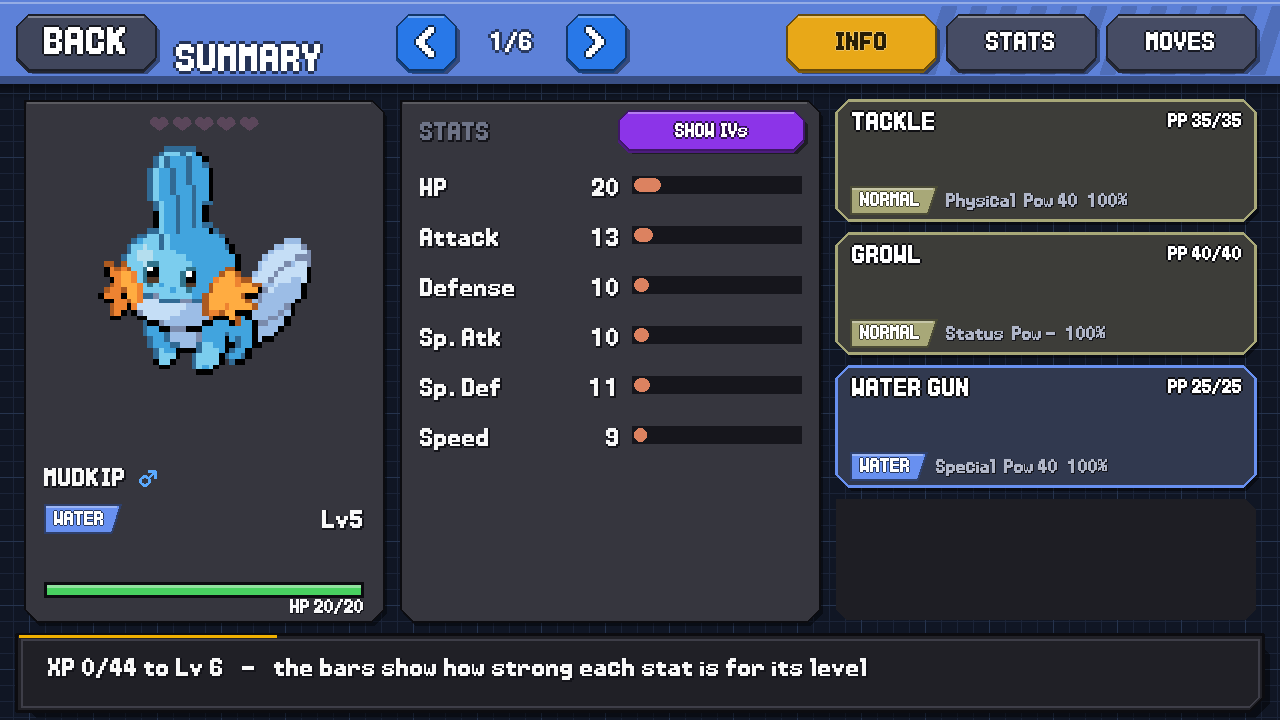 BACK
SUMMARY
1/6
INFO
STATS
MOVES
MUDKIP ♂
WATER
Lv5
HP 20/20
STATS
SHOW IVs
HP 20
Attack 13
Defense 10
Sp. Atk 10
Sp. Def 11
Speed 9
TACKLE
PP 35/35
NORMAL Physical Pow 40 100%
GROWL
PP 40/40
NORMAL Status Pow - 100%
WATER GUN
PP 25/25
WATER Special Pow 40 100%
XP 0/44 to Lv 6 - the bars show how strong each stat is for its level